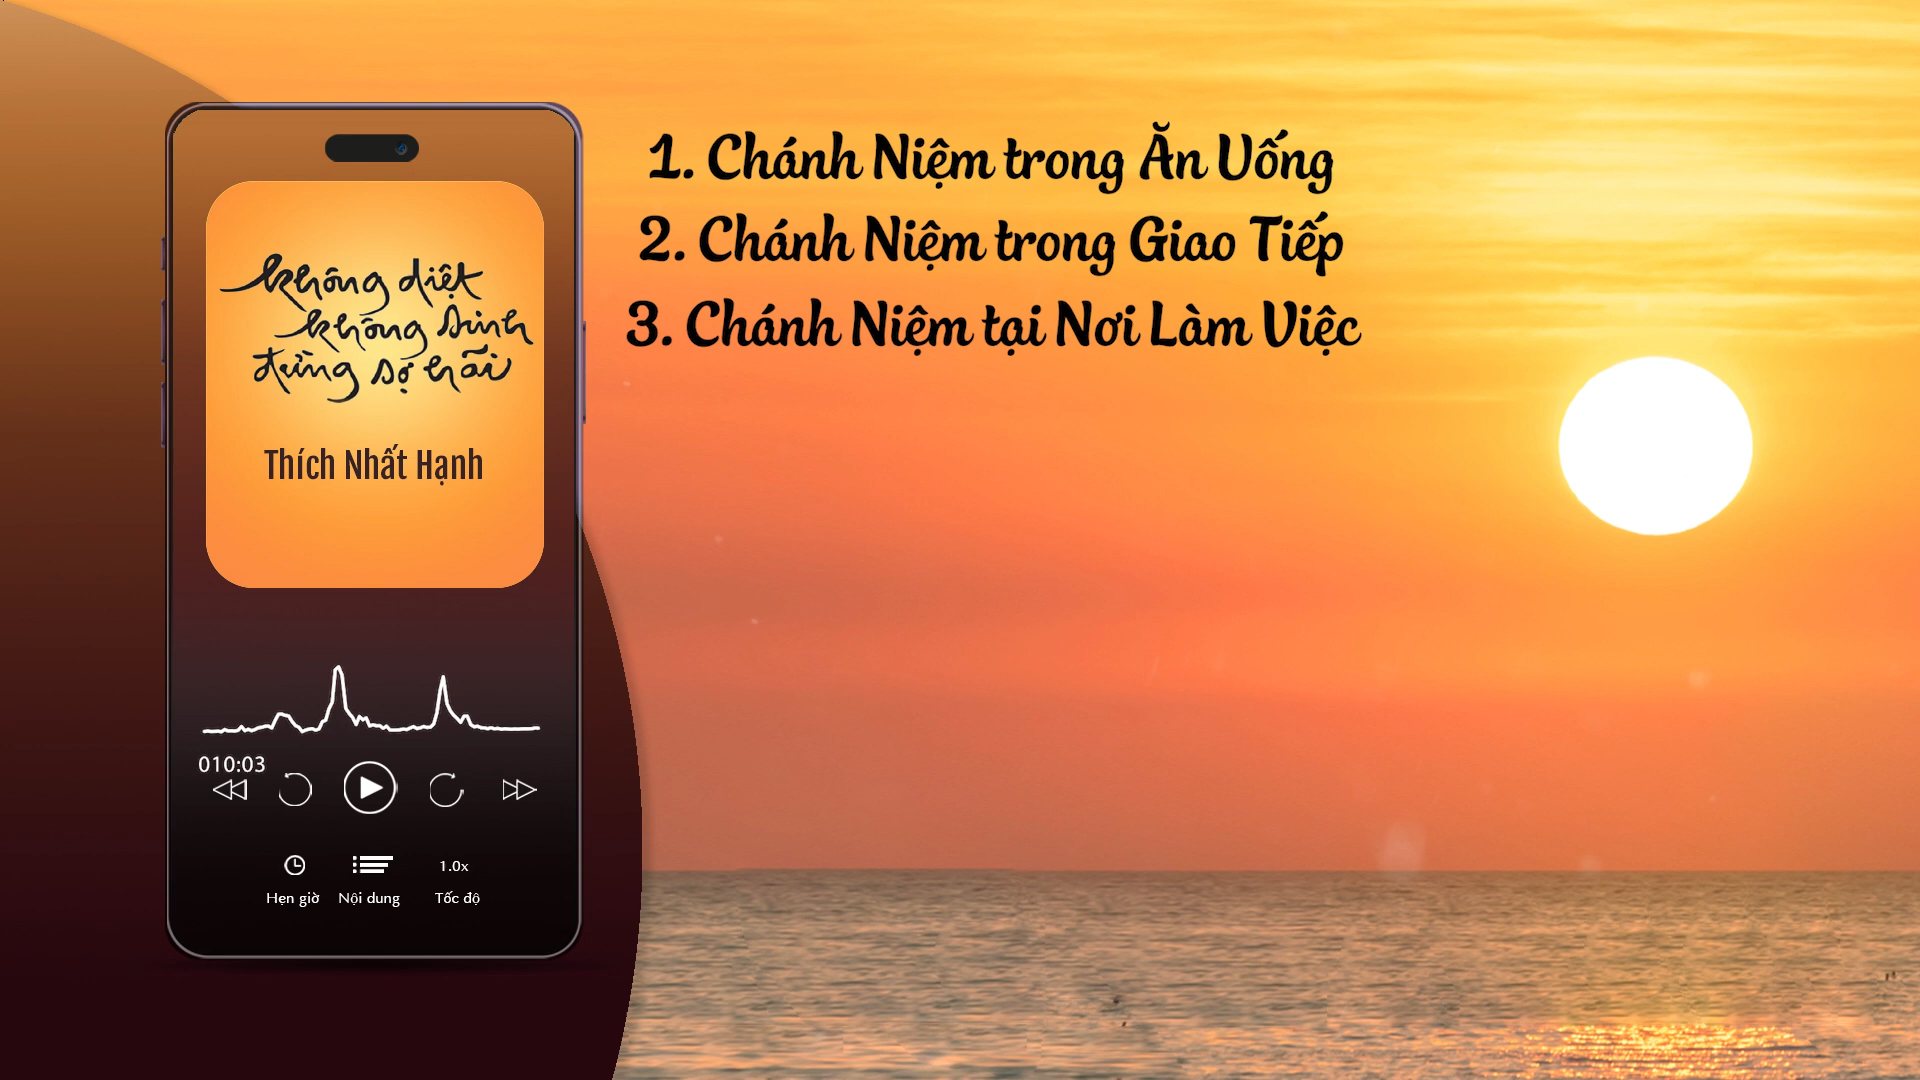 không diệt
không sinh
đừng sợ hãi
Thích Nhất Hạnh
010:03
1.0x
Hẹn giờ
Nội dung
Tốc độ
1. Chánh Niệm trong Ăn Uống
2. Chánh Niệm trong Giao Tiếp
3. Chánh Niệm tại Nơi Làm Việc